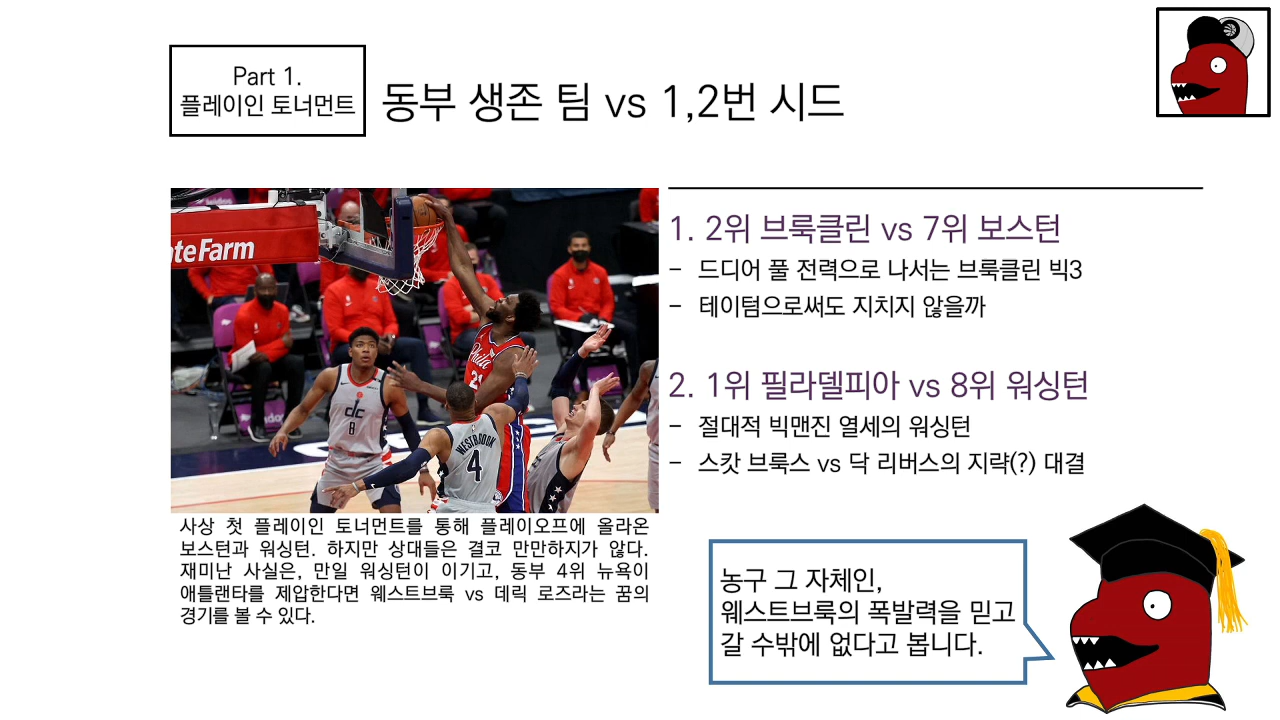 Part 1.
플레이인 토너먼트
동부 생존 팀 vs 1,2번 시드
ateFarm
Phila
21
dc
8
WESTBROOK
4
1. 2위 브룩클린 vs 7위 보스턴
- 드디어 풀 전력으로 나서는 브룩클린 빅3
- 테이텀으로써도 지치지 않을까
2. 1위 필라델피아 vs 8위 워싱턴
- 절대적 빅맨진 열세의 워싱턴
- 스캇 브룩스 vs 닥 리버스의 지략(?) 대결
사상 첫 플레이인 토너먼트를 통해 플레이오프에 올라온
보스턴과 워싱턴. 하지만 상대들은 결코 만만하지가 않다.
재미난 사실은, 만일 워싱턴이 이기고, 동부 4위 뉴욕이
애틀랜타를 제압한다면 웨스트브룩 vs 데릭 로즈라는 꿈의
경기를 볼 수 있다.
농구 그 자체인,
웨스트브룩의 폭발력을 믿고
갈 수밖에 없다고 봅니다.